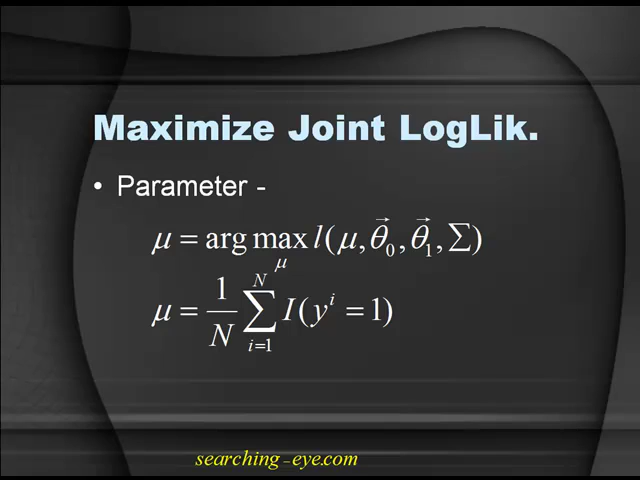 Maximize Joint LogLik.
• Parameter -
μ = arg max l(μ, θ⃗₀, θ⃗₁, Σ)
μ
μ = 1/N ∑ᵢ₌₁ᴺ I(yⁱ = 1)
searching-eye.com